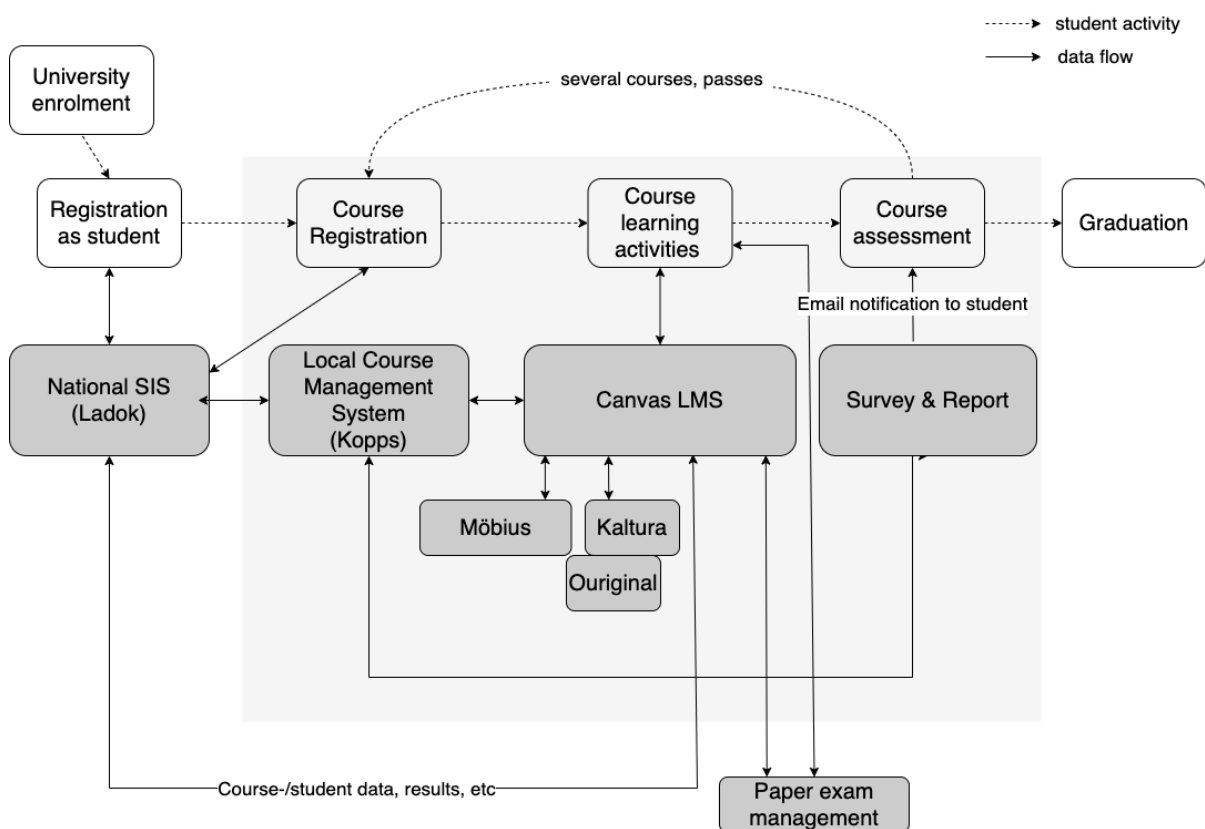 student activity
data flow
University
enrolment
several courses, passes
Registration
as student
Course
Registration
Course
learning
activities
Course
assessment
Graduation
Email notification to student
National SIS
(Ladok)
Local Course
Management
System
(Kopps)
Canvas LMS
Survey & Report
Möbius
Kaltura
Ouriginal
Course-/student data, results, etc
Paper exam
management